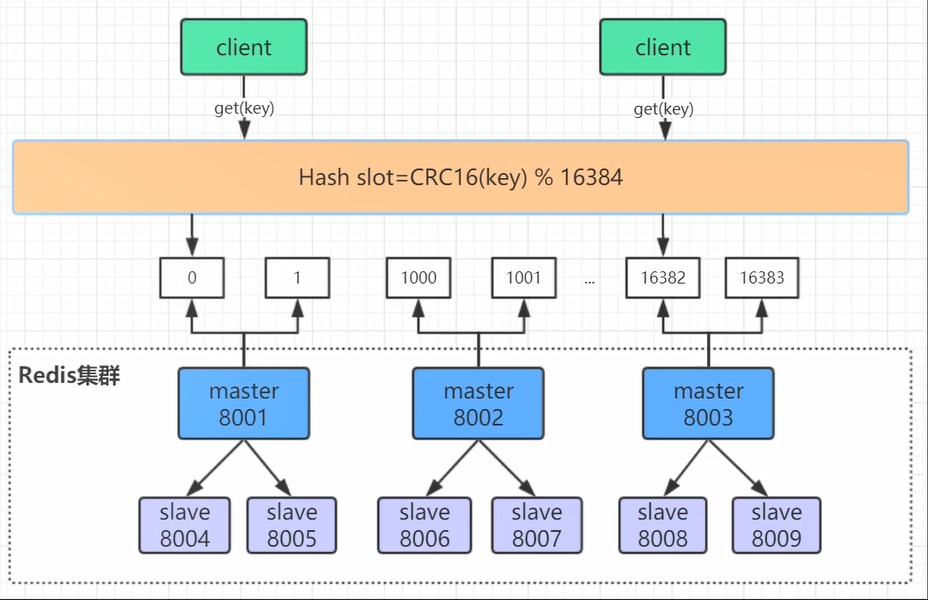 client
client
get(key)
get(key)
Hash slot=CRC16(key) % 16384
0
1
1000
1001
...
16382
16383
Redis集群
master
8001
master
8002
master
8003
slave
8004
slave
8005
slave
8006
slave
8007
slave
8008
slave
8009